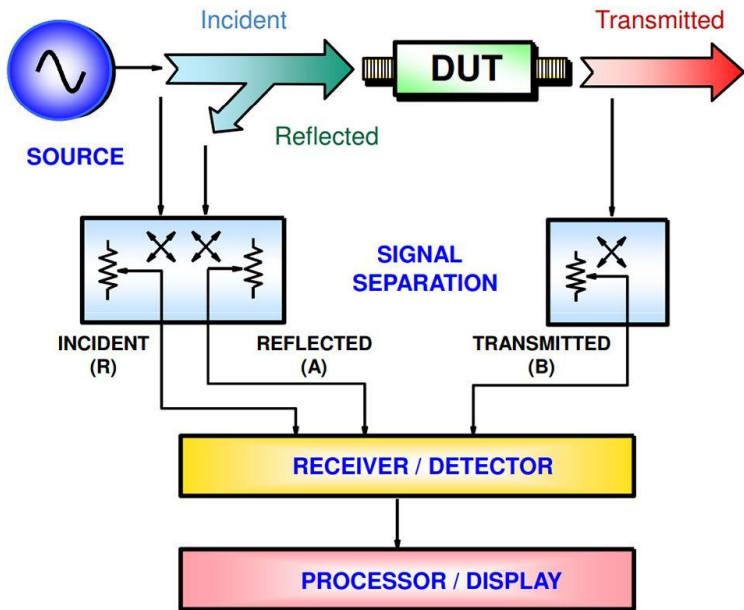 Incident
Transmitted
DUT
Reflected
SOURCE
SIGNAL
SEPARATION
INCIDENT
(R)
REFLECTED
(A)
TRANSMITTED
(B)
RECEIVER / DETECTOR
PROCESSOR / DISPLAY